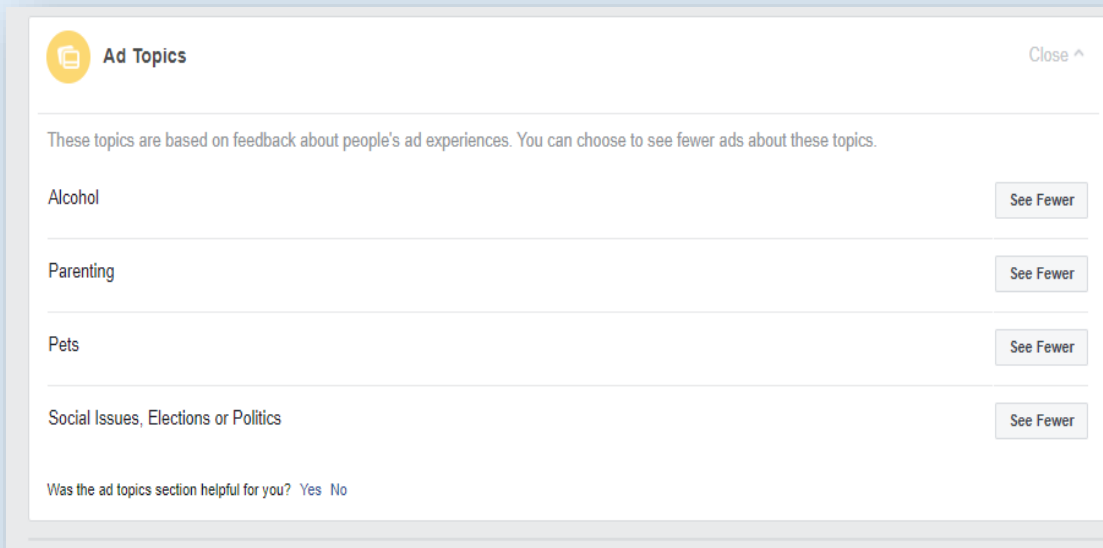 Ad Topics
Close ^
These topics are based on feedback about people's ad experiences. You can choose to see fewer ads about these topics.
Alcohol
See Fewer
Parenting
See Fewer
Pets
See Fewer
Social Issues, Elections or Politics
See Fewer
Was the ad topics section helpful for you? Yes No